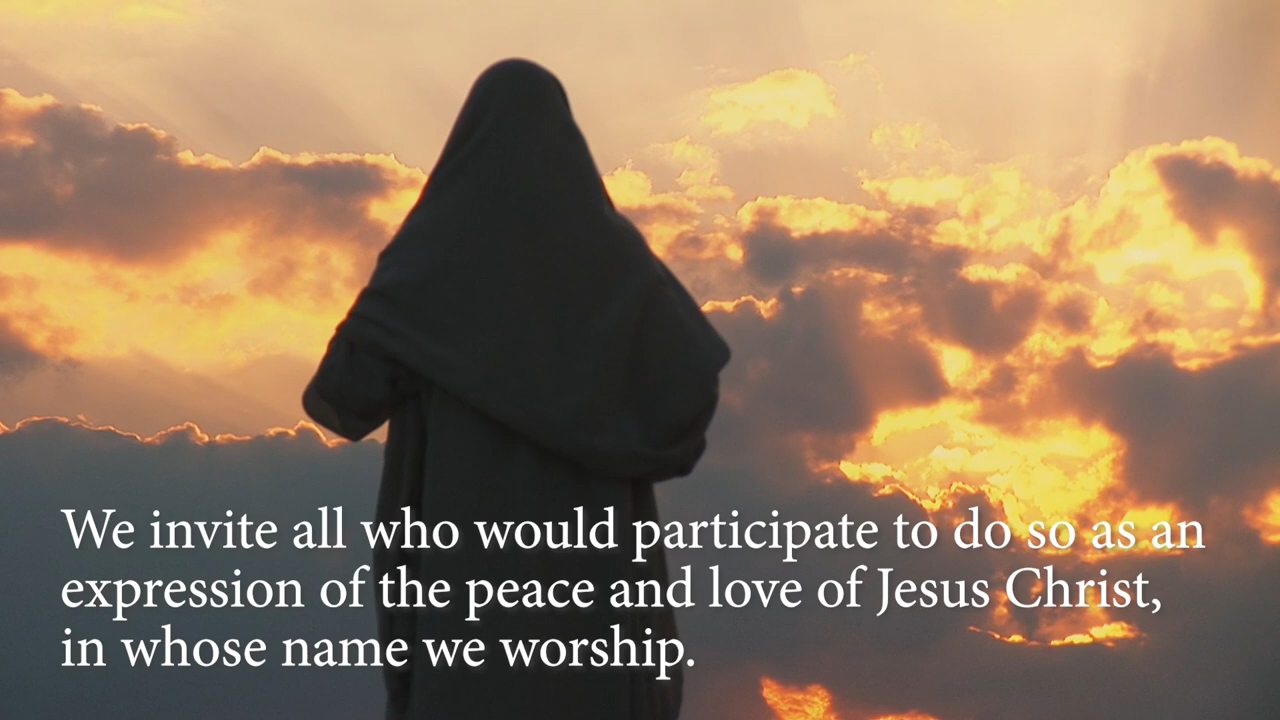 We invite all who would participate to do so as an
expression of the peace and love of Jesus Christ,
in whose name we worship.